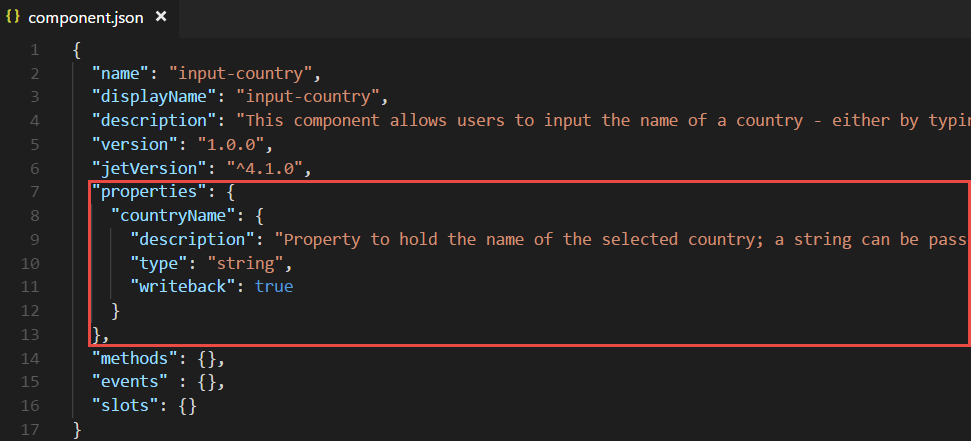 {} component.json ×
1 {
2 "name": "input-country",
3 "displayName": "input-country",
4 "description": "This component allows users to input the name of a country - either by typin
5 "version": "1.0.0",
6 "jetVersion": "^4.1.0",
7 "properties": {
8 "countryName": {
9 "description": "Property to hold the name of the selected country; a string can be pass
10 "type": "string",
11 "writeback": true
12 }
13 },
14 "methods": {},
15 "events" : {},
16 "slots": {}
17 }